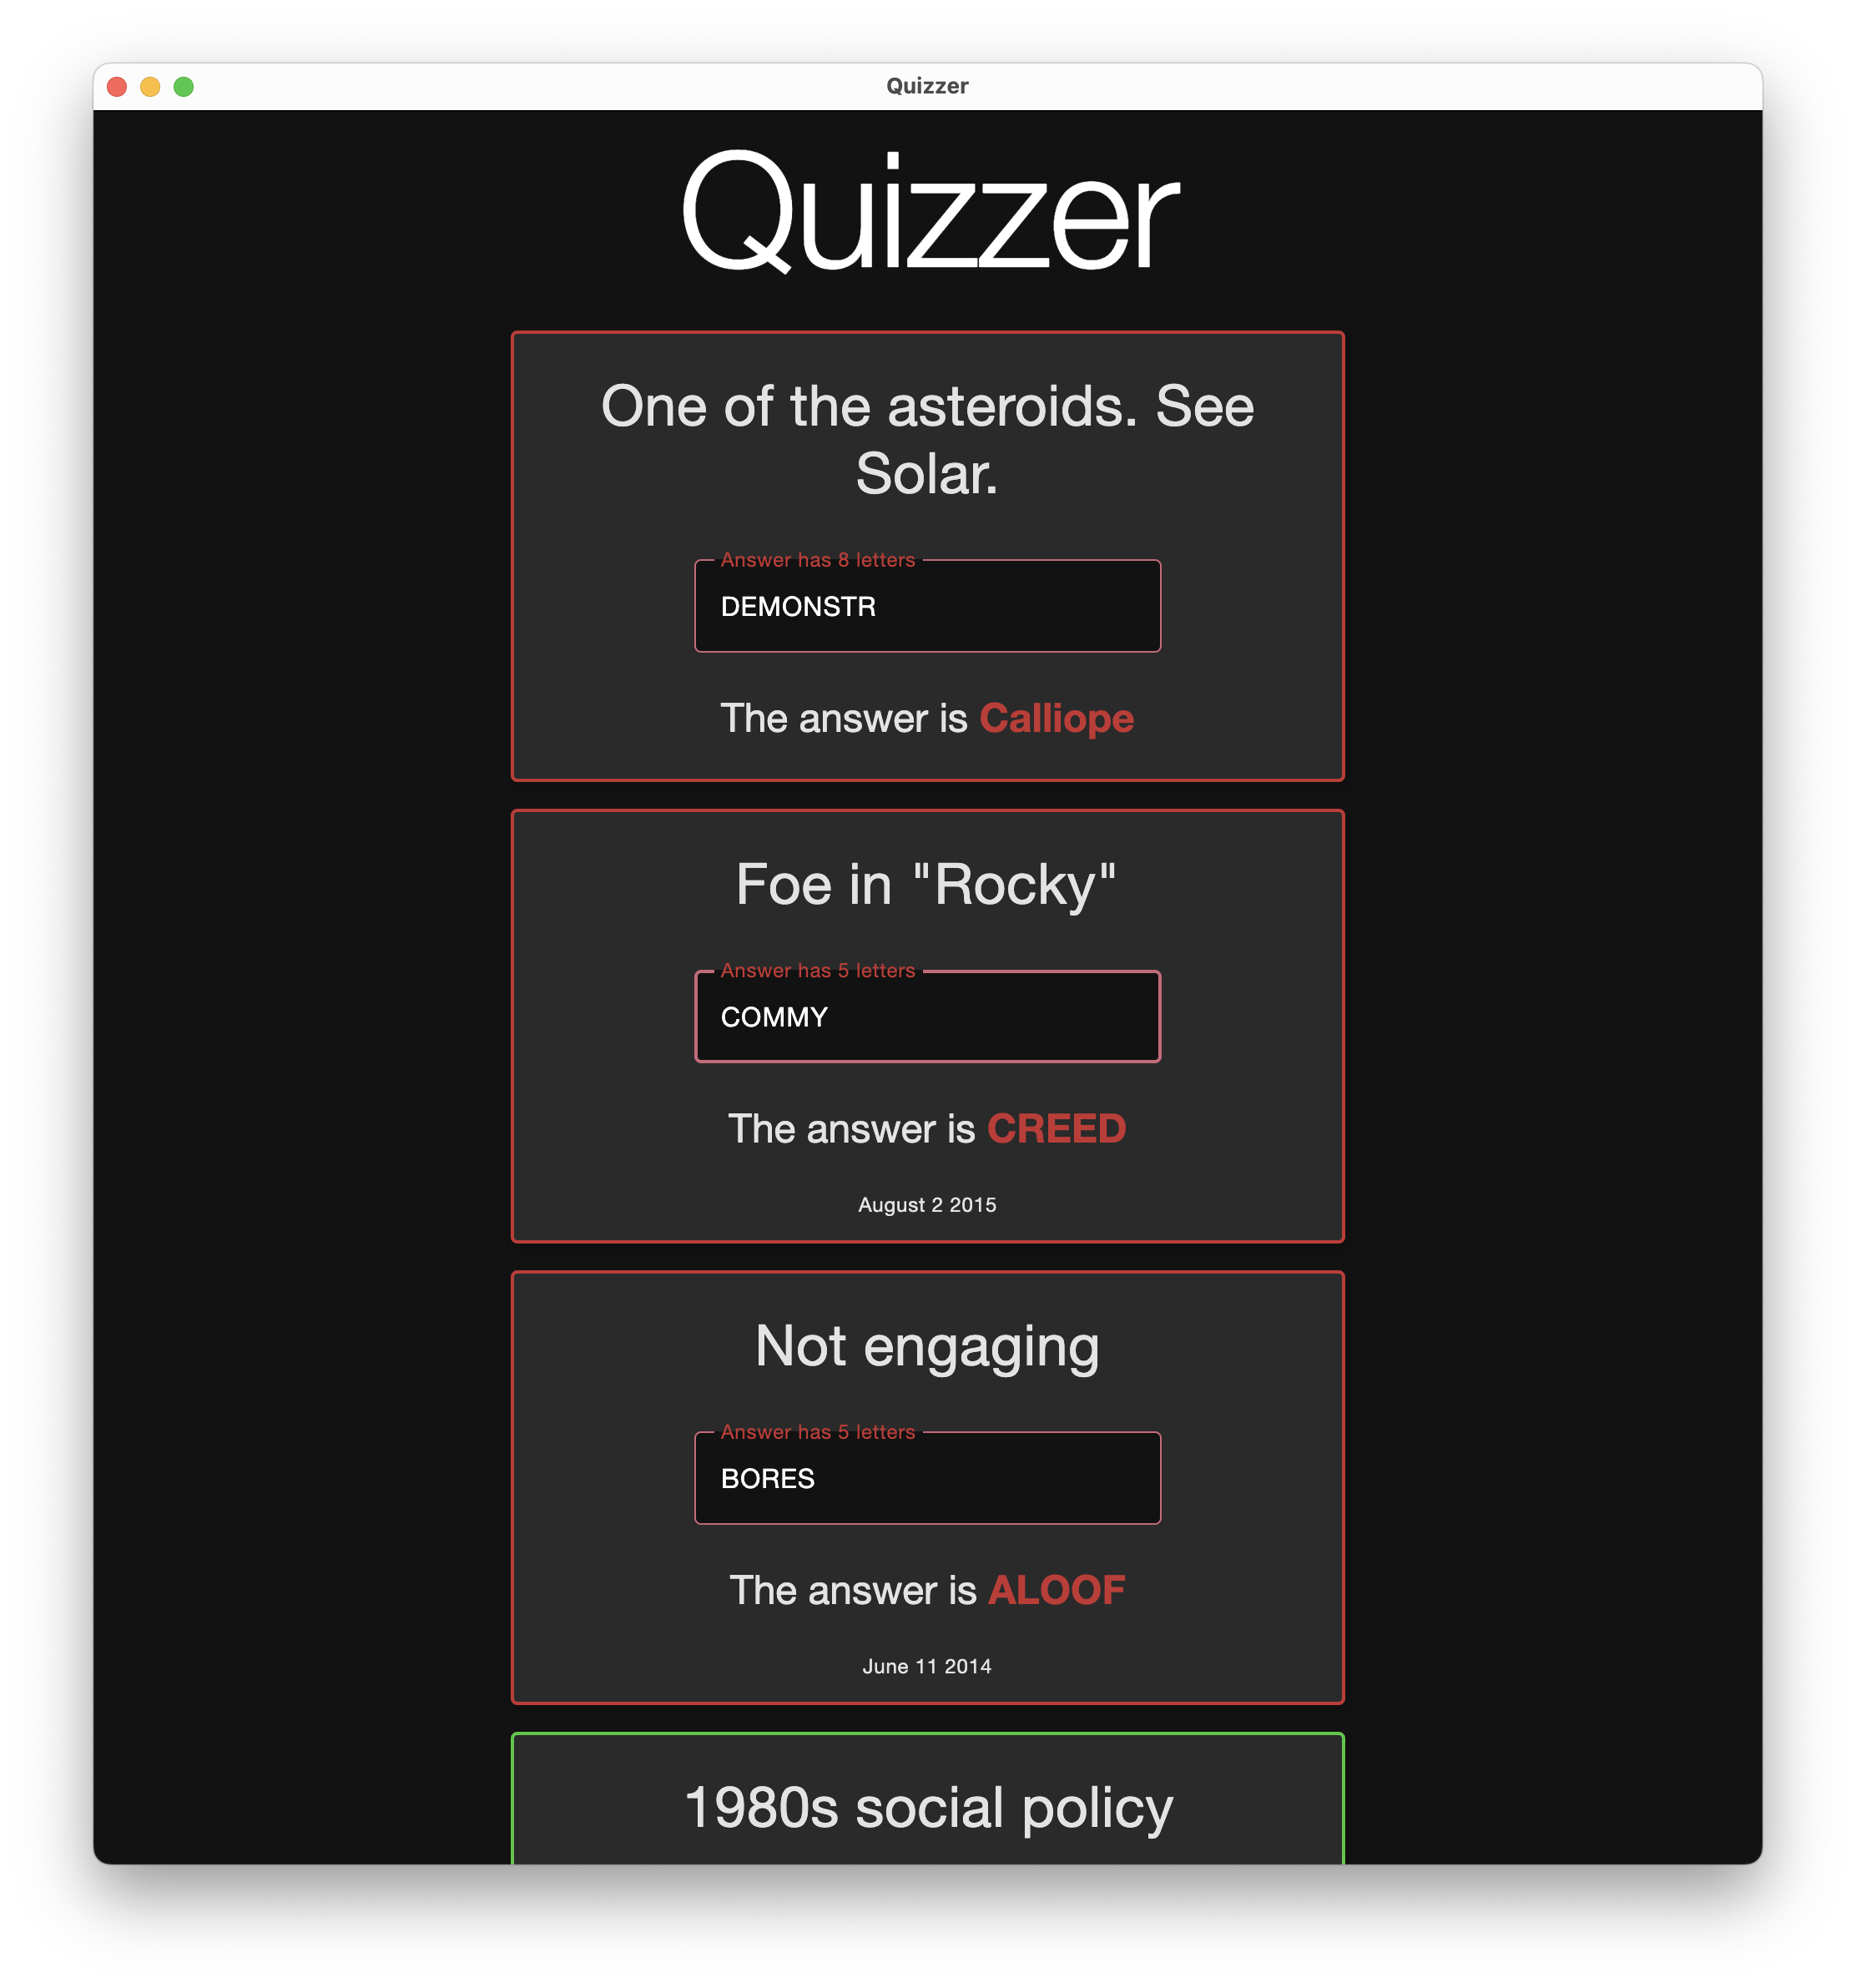 Quizzer
Quizzer
One of the asteroids. See
Solar.
Answer has 8 letters
DEMONSTR
The answer is Calliope
Foe in "Rocky"
Answer has 5 letters
COMMY
The answer is CREED
August 2 2015
Not engaging
Answer has 5 letters
BORES
The answer is ALOOF
June 11 2014
1980s social policy